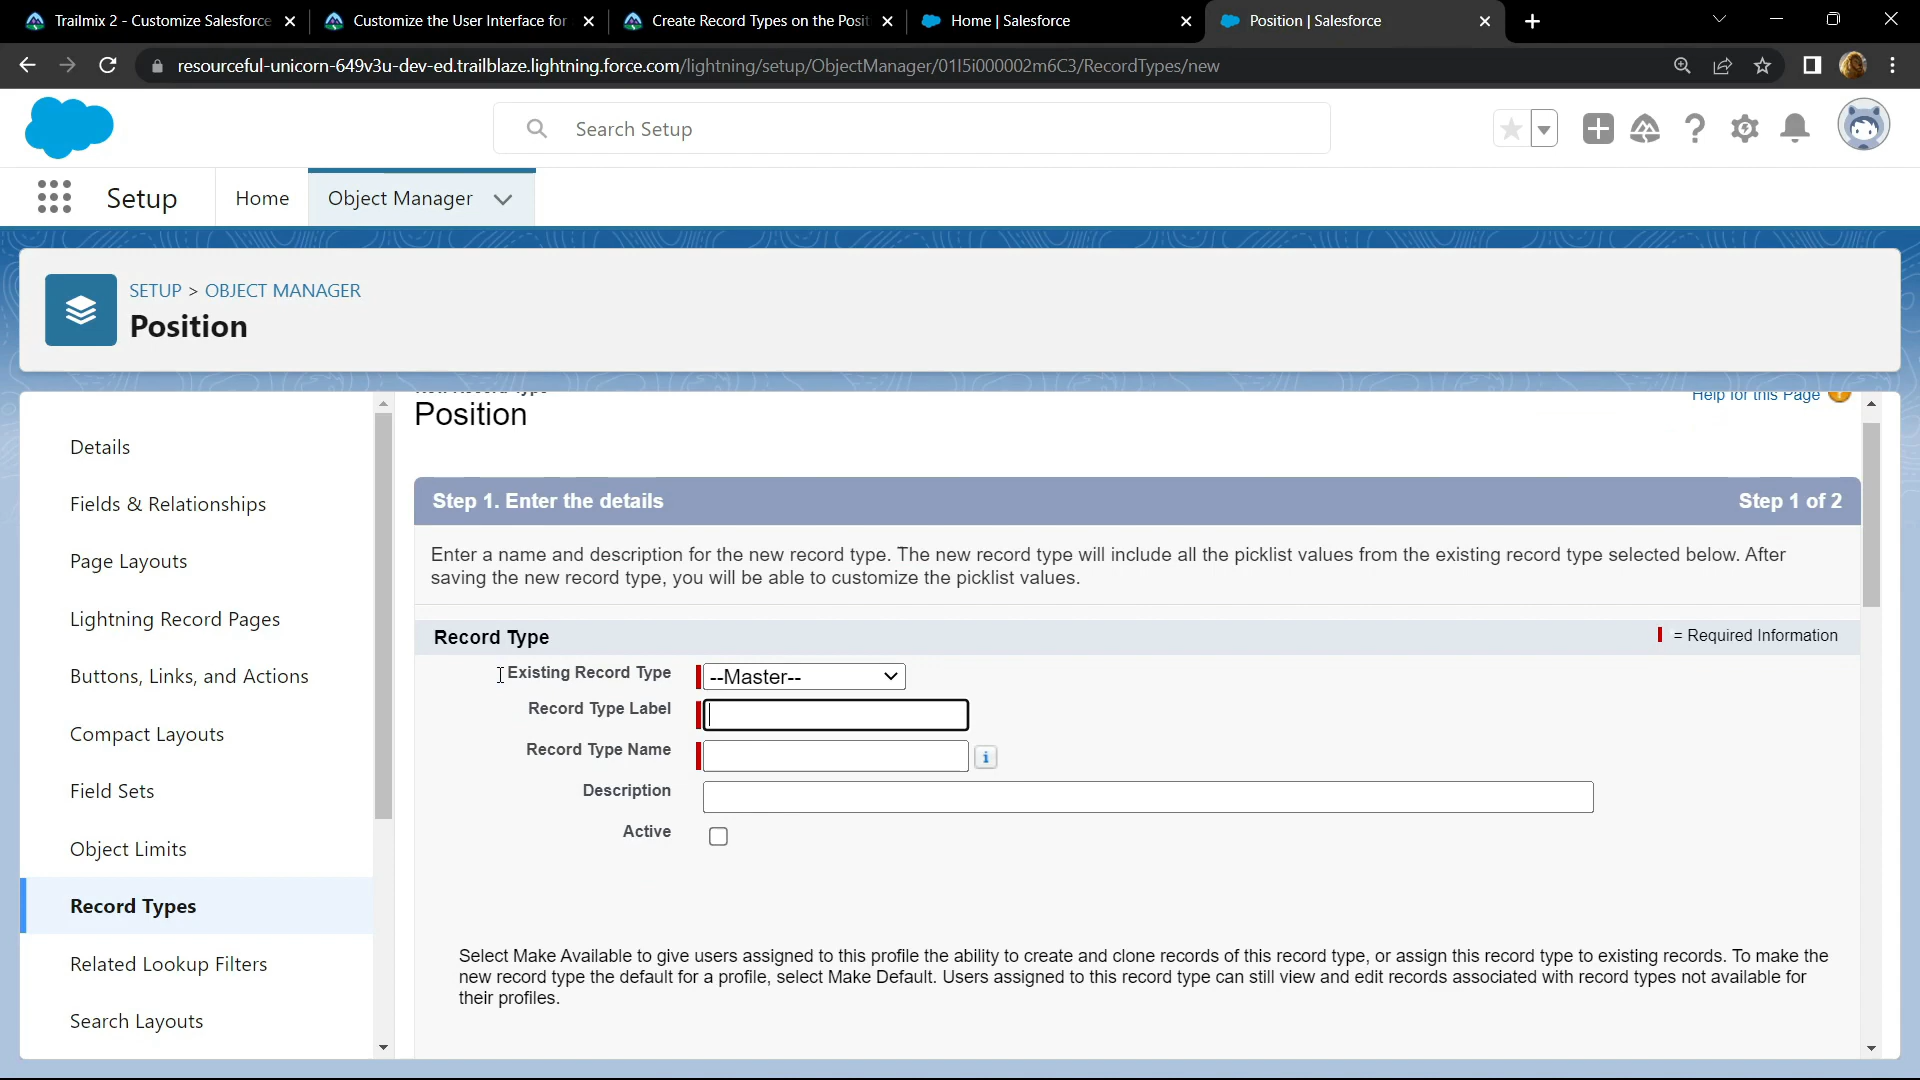 Trailmix 2 - Customize Salesforce
Customize the User Interface for
Create Record Types on the Posit
Home | Salesforce
Position | Salesforce
resourceful-unicorn-649v3u-dev-ed.trailblaze.lightning.force.com/lightning/setup/ObjectManager/01I5i000002m6C3/RecordTypes/new
Search Setup
Setup
Home
Object Manager
SETUP > OBJECT MANAGER
Position
Details
Fields & Relationships
Page Layouts
Lightning Record Pages
Buttons, Links, and Actions
Compact Layouts
Field Sets
Object Limits
Record Types
Related Lookup Filters
Search Layouts
Position
Help for this Page
Step 1. Enter the details
Step 1 of 2
Enter a name and description for the new record type. The new record type will include all the picklist values from the existing record type selected below. After
saving the new record type, you will be able to customize the picklist values.
Record Type
= Required Information
Existing Record Type
--Master--
Record Type Label
Record Type Name
i
Description
Active
Select Make Available to give users assigned to this profile the ability to create and clone records of this record type, or assign this record type to existing records. To make the
new record type the default for a profile, select Make Default. Users assigned to this record type can still view and edit records associated with record types not available for
their profiles.